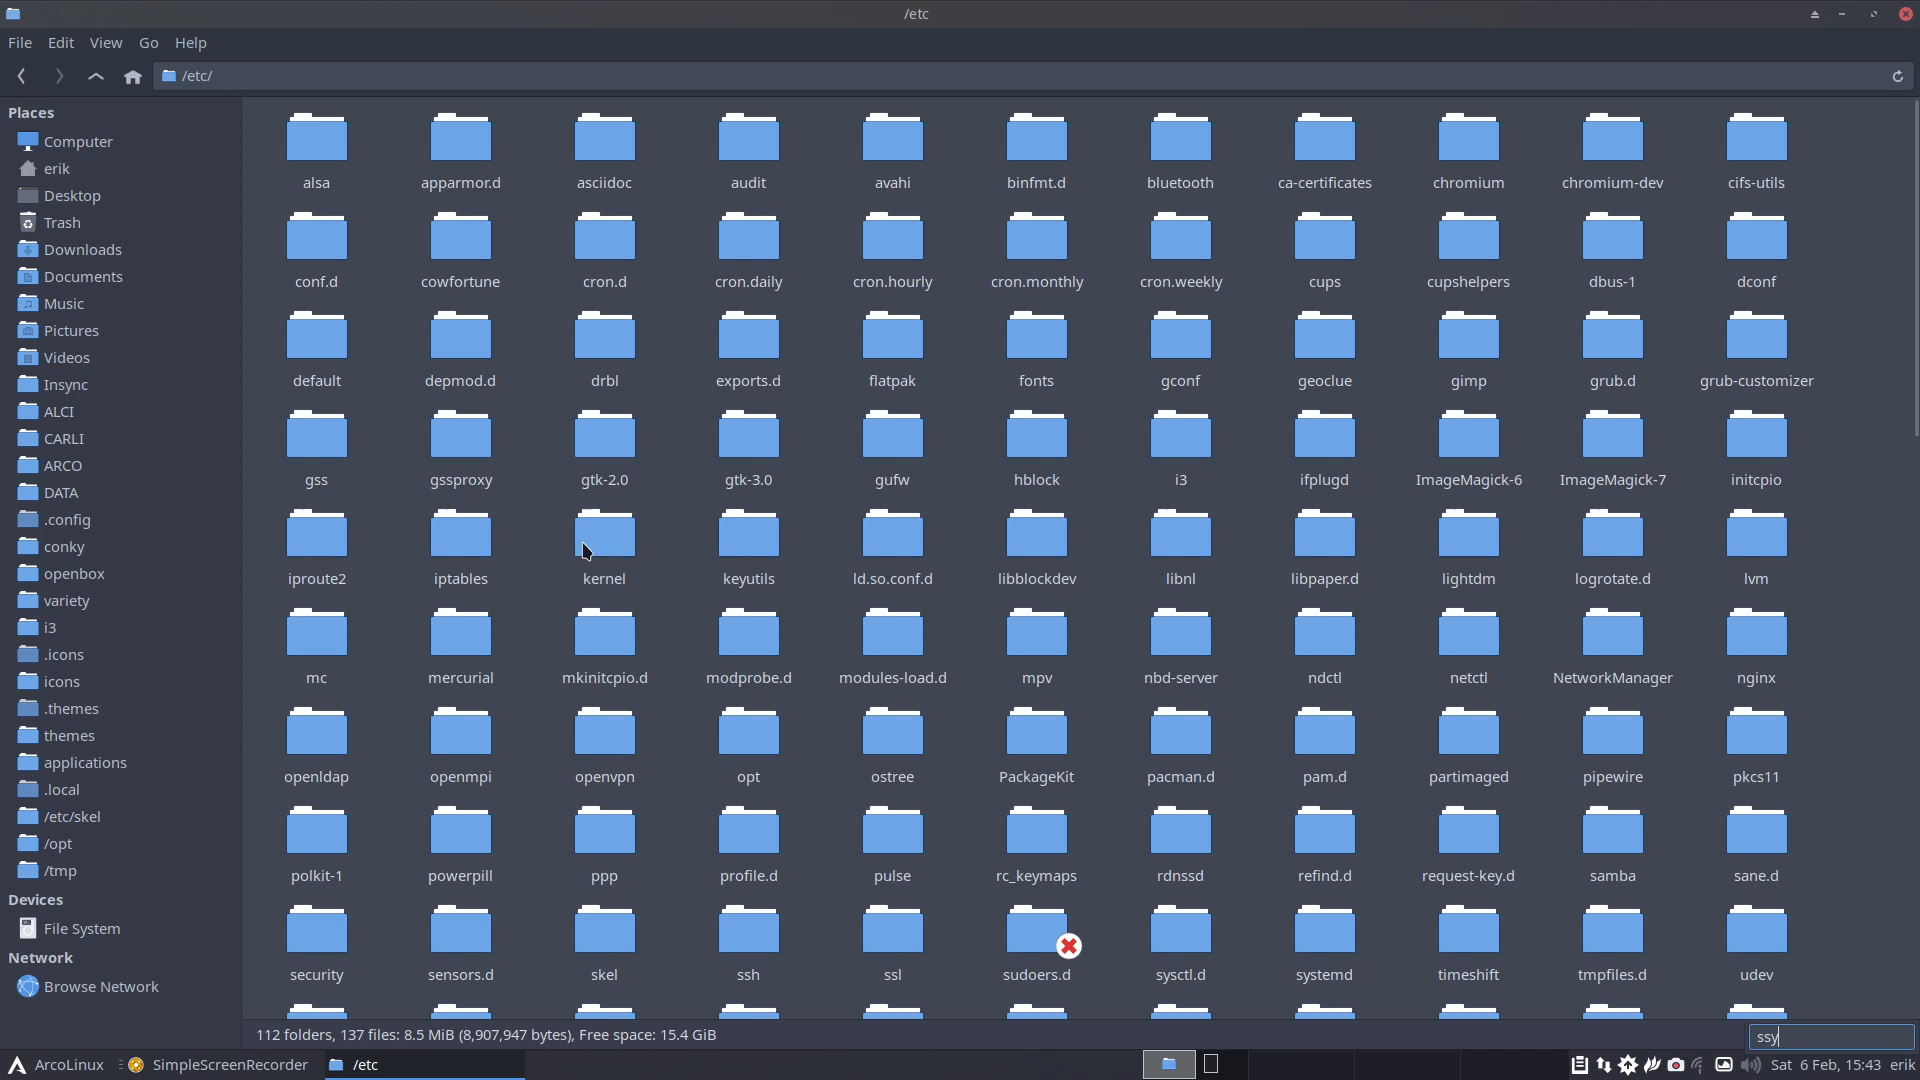 /etc
File Edit View Go Help
/etc/
Places
Computer
erik
Desktop
Trash
Downloads
Documents
Music
Pictures
Videos
Insync
ALCI
CARLI
ARCO
DATA
.config
conky
openbox
variety
i3
.icons
icons
.themes
themes
applications
.local
/etc/skel
/opt
/tmp
Devices
File System
Network
Browse Network
alsa apparmor.d asciidoc audit avahi binfmt.d bluetooth ca-certificates chromium chromium-dev cifs-utils
conf.d cowfortune cron.d cron.daily cron.hourly cron.monthly cron.weekly cups cupshelpers dbus-1 dconf
default depmod.d drbl exports.d flatpak fonts gconf geoclue gimp grub.d grub-customizer
gss gssproxy gtk-2.0 gtk-3.0 gufw hblock i3 ifplugd ImageMagick-6 ImageMagick-7 initcpio
iproute2 iptables kernel keyutils ld.so.conf.d libblockdev libnl libpaper.d lightdm logrotate.d lvm
mc mercurial mkinitcpio.d modprobe.d modules-load.d mpv nbd-server ndctl netctl NetworkManager nginx
openldap openmpi openvpn opt ostree PackageKit pacman.d pam.d partimaged pipewire pkcs11
polkit-1 powerpill ppp profile.d pulse rc_keymaps rdnssd refind.d request-key.d samba sane.d
security sensors.d skel ssh ssl sudoers.d sysctl.d systemd timeshift tmpfiles.d udev
112 folders, 137 files: 8.5 MiB (8,907,947 bytes), Free space: 15.4 GiB
ssy
ArcoLinux SimpleScreenRecorder /etc Sat 6 Feb, 15:43 erik